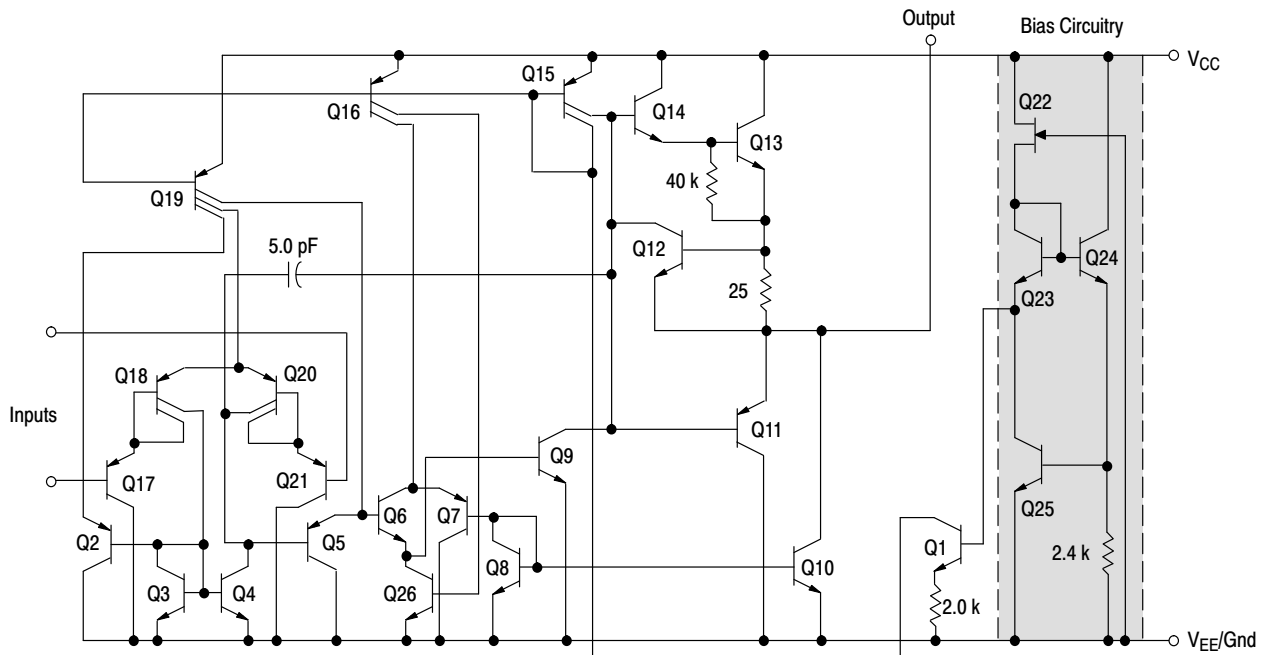 Output
Bias Circuitry
VCC
Q15
Q16
Q14
Q22
Q13
Q19
40 k
Q12
Q24
5.0 pF
25
Q23
Q18
Q20
Inputs
Q11
Q17
Q21
Q9
Q6
Q7
Q25
Q2
Q5
Q1
2.4 k
Q3
Q4
Q26
Q8
Q10
2.0 k
VEE/Gnd